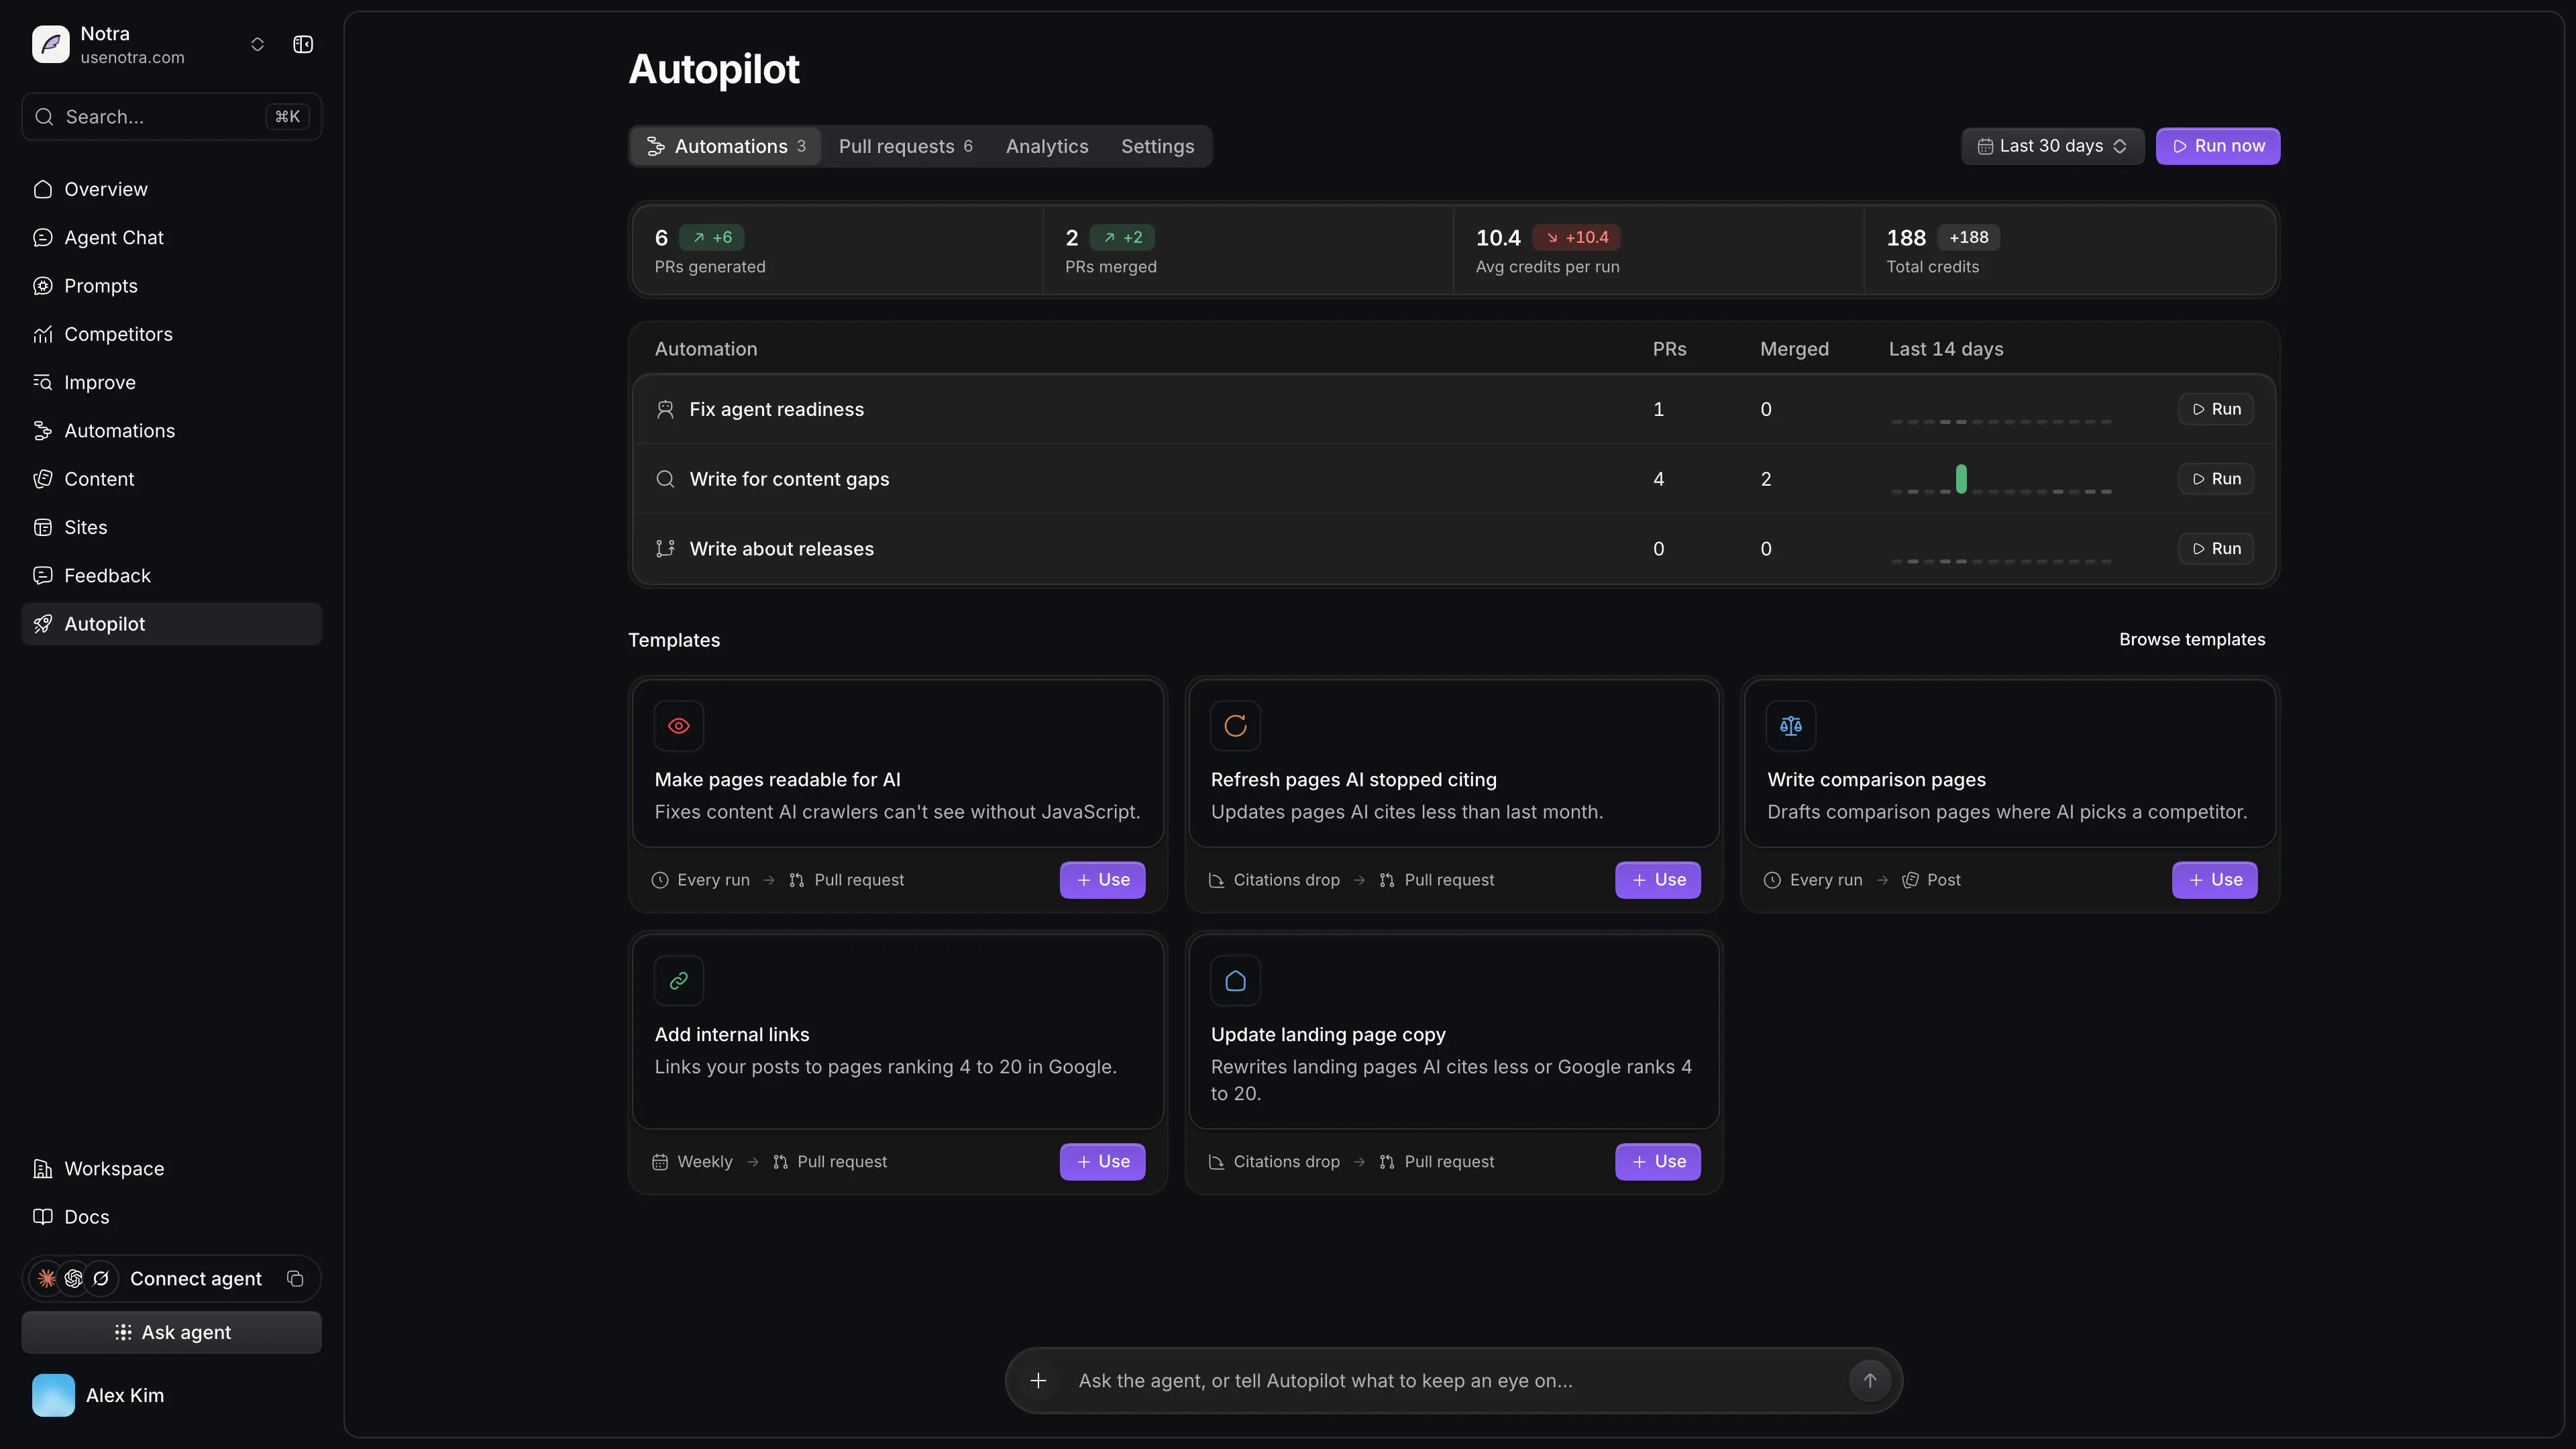 Notra
usenotra.com
Search...
⌘K
Overview
Agent Chat
Prompts
Competitors
Improve
Automations
Content
Sites
Feedback
Autopilot
Workspace
Docs
Connect agent
Ask agent
Alex Kim
Autopilot
Automations 3
Pull requests 6
Analytics
Settings
Last 30 days
Run now
6 +6
PRs generated
2 +2
PRs merged
10.4 +10.4
Avg credits per run
188 +188
Total credits
Automation PRs Merged Last 14 days
Fix agent readiness 1 0 Run
Write for content gaps 4 2 Run
Write about releases 0 0 Run
Templates
Browse templates
Make pages readable for AI
Fixes content AI crawlers can't see without JavaScript.
Every run → Pull request
+ Use
Refresh pages AI stopped citing
Updates pages AI cites less than last month.
Citations drop → Pull request
+ Use
Write comparison pages
Drafts comparison pages where AI picks a competitor.
Every run → Post
+ Use
Add internal links
Links your posts to pages ranking 4 to 20 in Google.
Weekly → Pull request
+ Use
Update landing page copy
Rewrites landing pages AI cites less or Google ranks 4
to 20.
Citations drop → Pull request
+ Use
Ask the agent, or tell Autopilot what to keep an eye on...